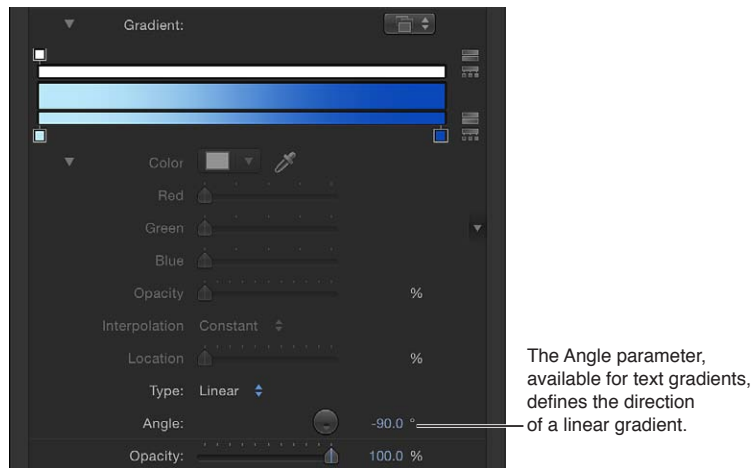 Gradient:
Color
Red
Green
Blue
Opacity %
Interpolation Constant
Location %
Type: Linear
Angle: -90.0 °
Opacity: 100.0 %
The Angle parameter,
available for text gradients,
defines the direction
of a linear gradient.